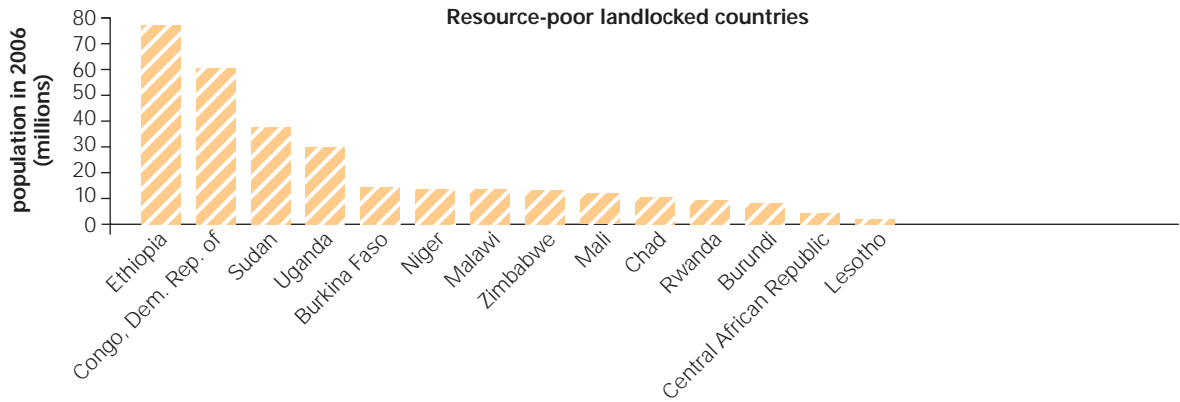 Resource-poor landlocked countries
population in 2006
(millions)
80
70
60
50
40
30
20
10
0
Ethiopia
Congo, Dem. Rep. of
Sudan
Uganda
Burkina Faso
Niger
Malawi
Zimbabwe
Mali
Chad
Rwanda
Burundi
Central African Republic
Lesotho